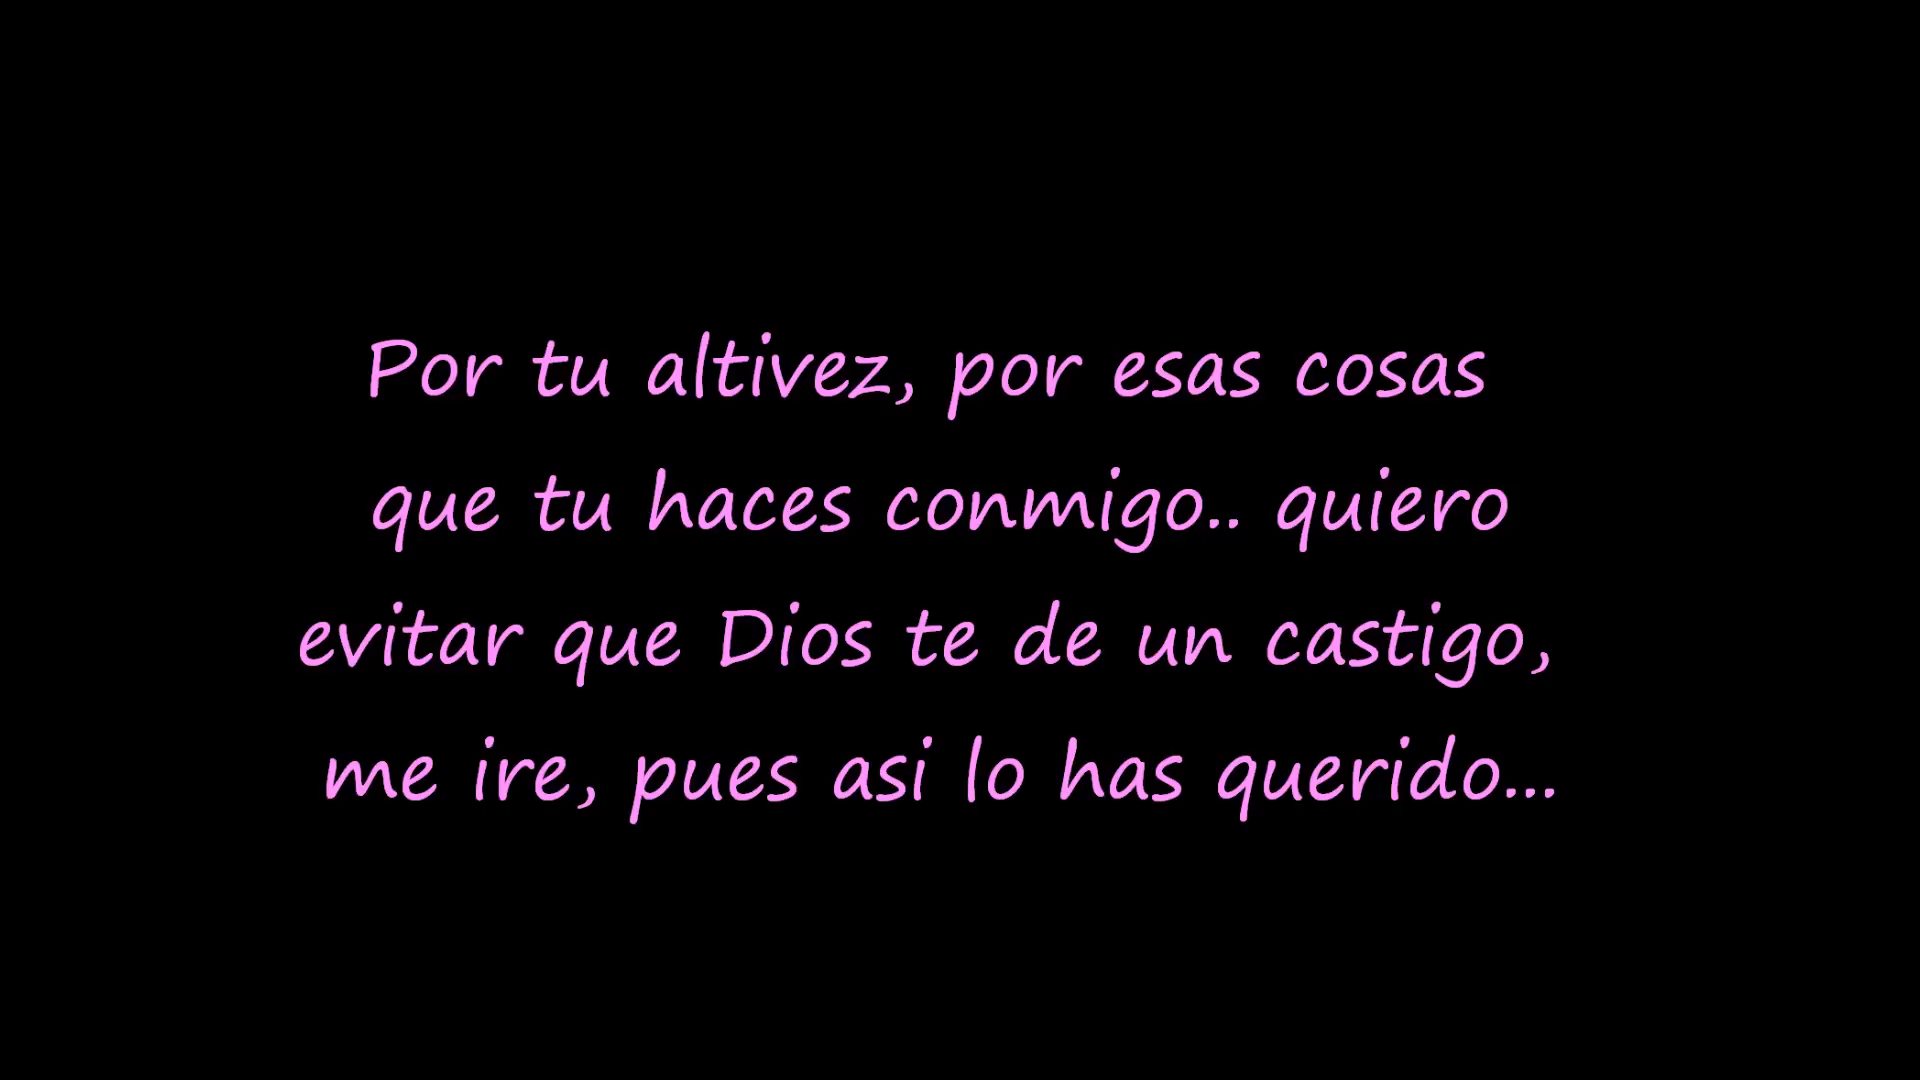 Por tu altivez, por esas cosas
que tu haces conmigo.. quiero
evitar que Dios te de un castigo,
me ire, pues asi lo has querido...